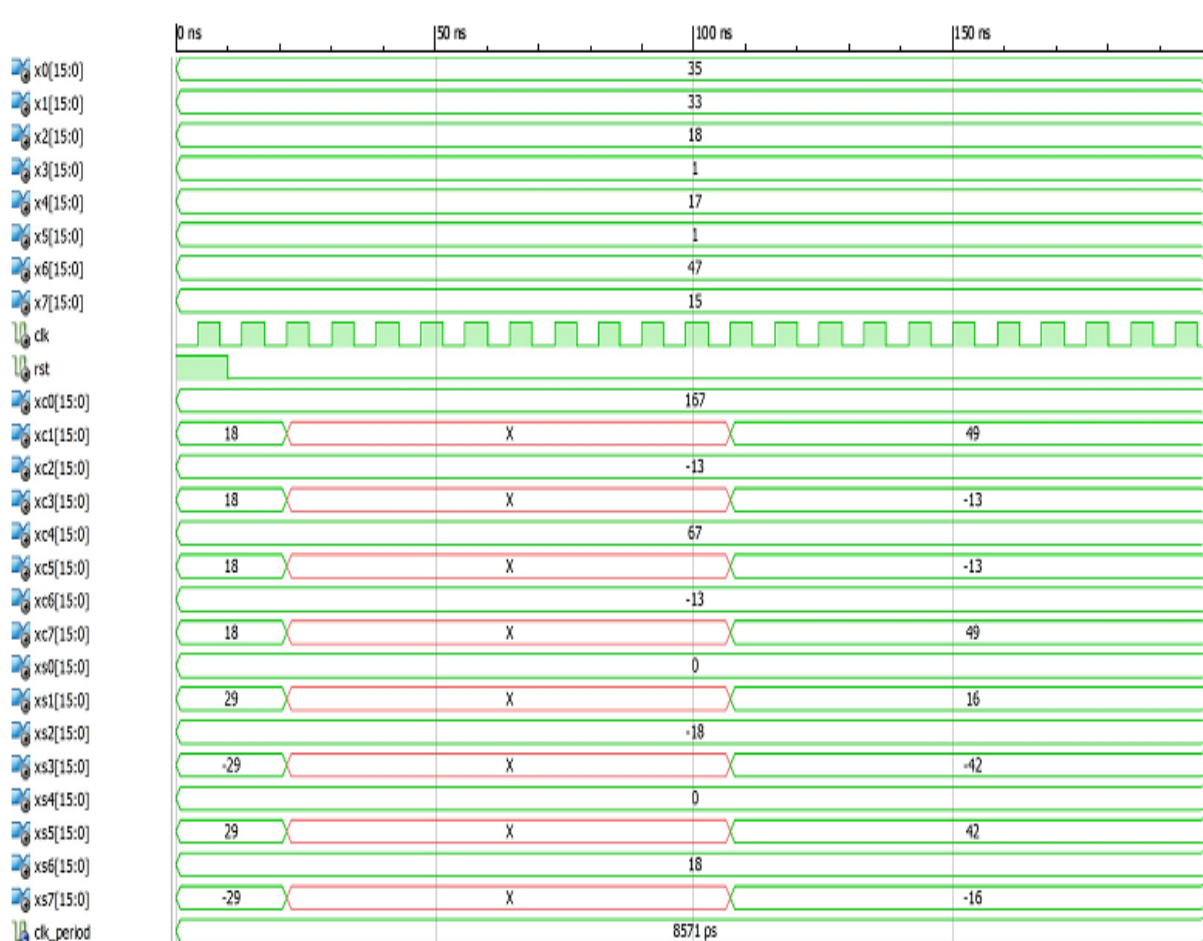 0 ns 50 ns 100 ns 150 ns
x0[15:0] 35
x1[15:0] 33
x2[15:0] 18
x3[15:0] 1
x4[15:0] 17
x5[15:0] 1
x6[15:0] 47
x7[15:0] 15
clk
rst
xc0[15:0] 167
xc1[15:0] 18 X 49
xc2[15:0] -13
xc3[15:0] 18 X -13
xc4[15:0] 67
xc5[15:0] 18 X -13
xc6[15:0] -13
xc7[15:0] 18 X 49
xs0[15:0] 0
xs1[15:0] 29 X 16
xs2[15:0] -18
xs3[15:0] -29 X -42
xs4[15:0] 0
xs5[15:0] 29 X 42
xs6[15:0] 18
xs7[15:0] -29 X -16
clk_period 8571 ps